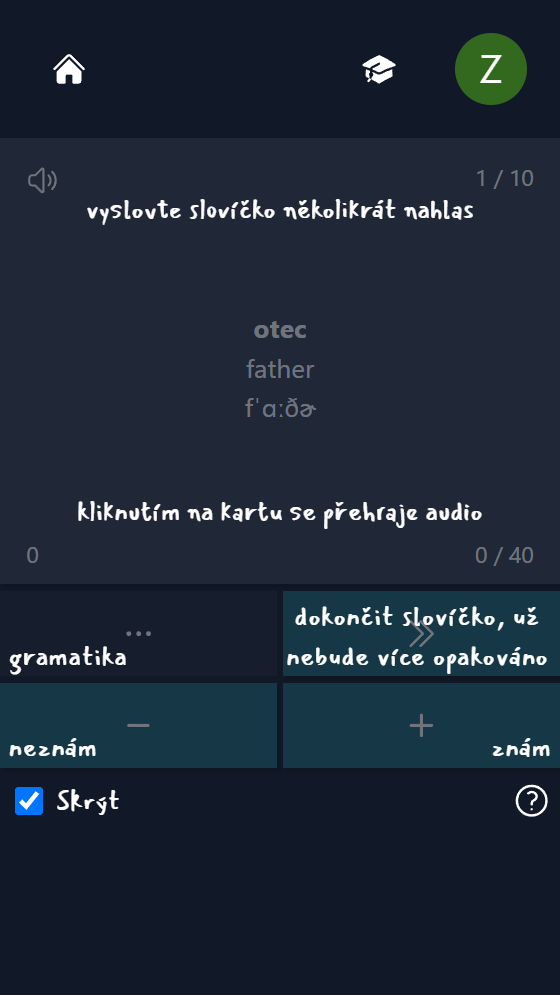 Z
1 / 10
vyslovte slovíčko několikrát nahlas
otec
father
fˈɑːðɚ
kliknutím na kartu se přehraje audio
0
0 / 40
...
dokončit slovíčko, už
nebude více opakováno
gramatika
neznám
znám
Skrýt
?